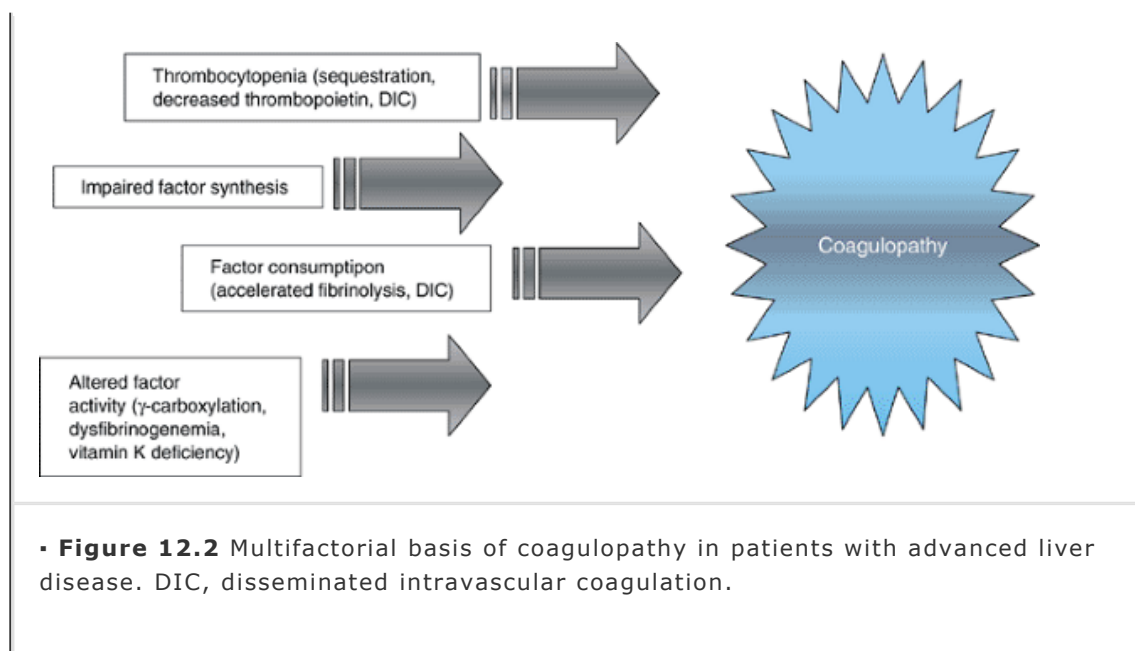 Thrombocytopenia (sequestration,
decreased thrombopoietin, DIC)
Impaired factor synthesis
Factor consumptipon
(accelerated fibrinolysis, DIC)
Coagulopathy
Altered factor
activity (γ-carboxylation,
dysfibrinogenemia,
vitamin K deficiency)
▪ Figure 12.2 Multifactorial basis of coagulopathy in patients with advanced liver
disease. DIC, disseminated intravascular coagulation.